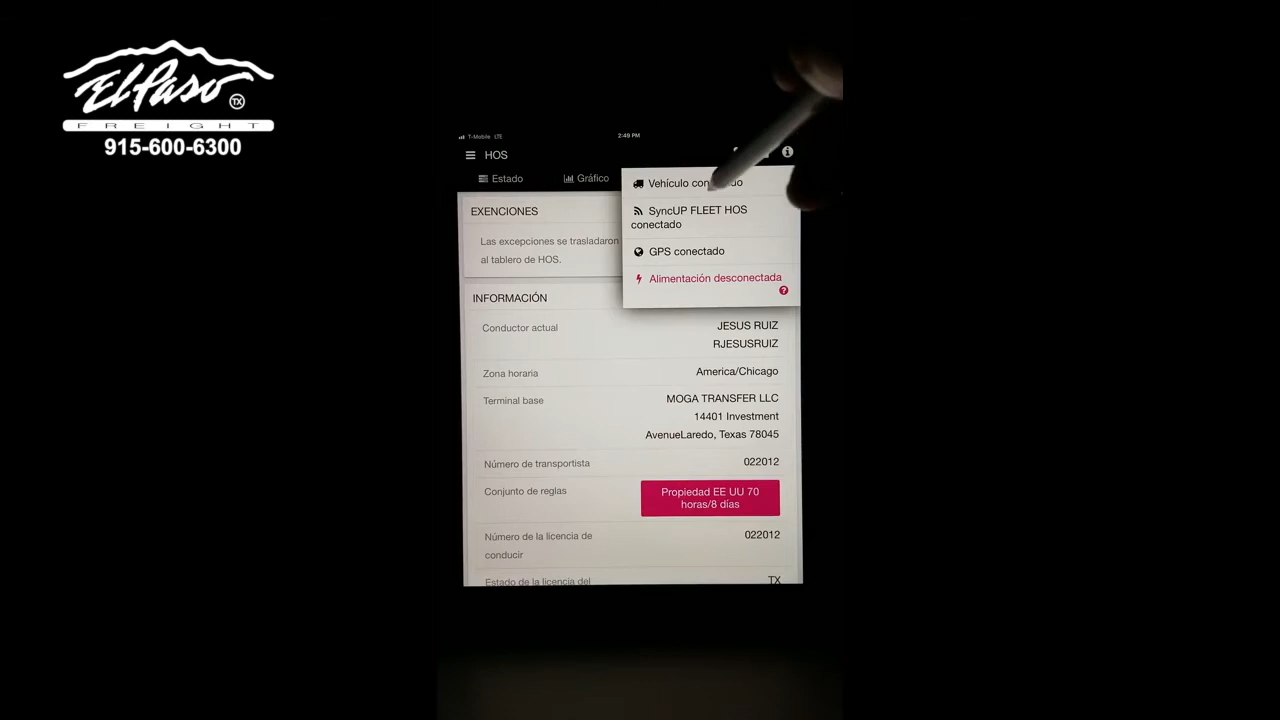 El Paso
TX
FREIGHT
915-600-6300
T-Mobile LTE
2:49 PM
HOS
Estado
Gráfico
Vehículo
SyncUP FLEET HOS
conectado
GPS conectado
Alimentación desconectada
EXENCIONES
Las excepciones se trasladaron
al tablero de HOS.
INFORMACIÓN
Conductor actual
JESUS RUIZ
RJESUSRUIZ
Zona horaria
America/Chicago
Terminal base
MOGA TRANSFER LLC
14401 Investment
AvenueLaredo, Texas 78045
Número de transportista
022012
Conjunto de reglas
Propiedad EE UU 70
horas/8 días
Número de la licencia de
conducir
022012
Estado de la licencia del
TX